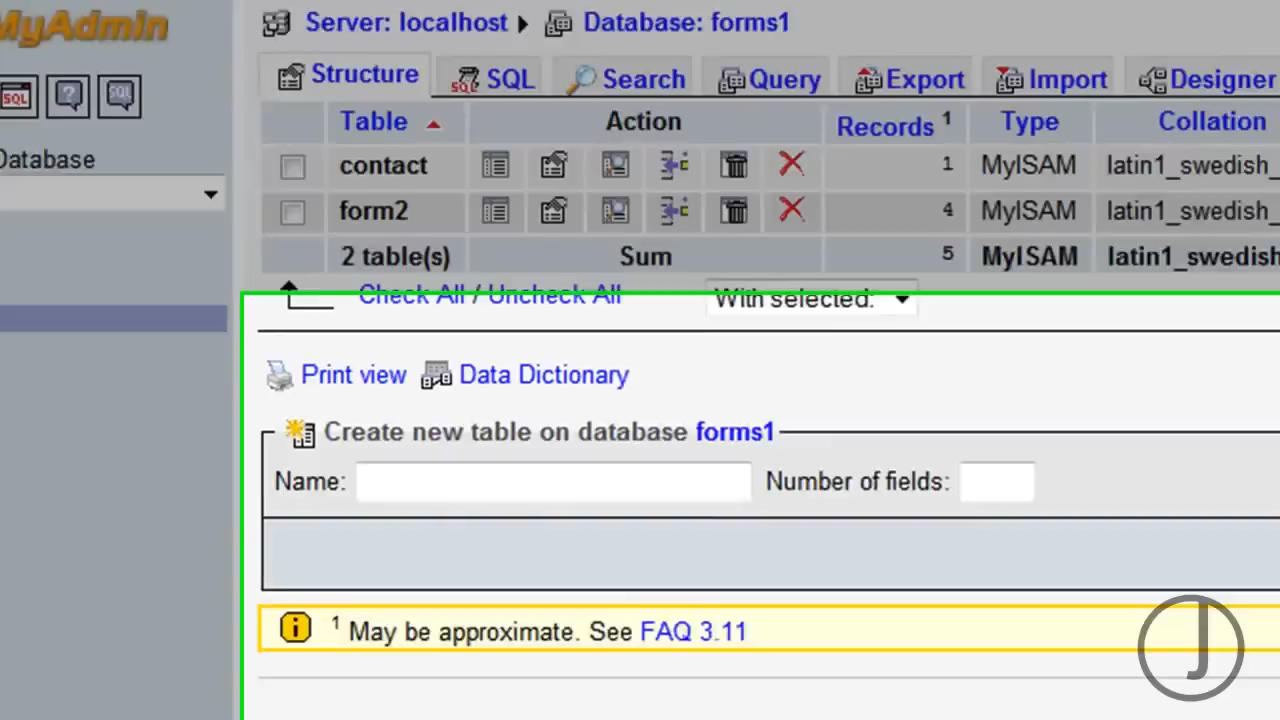 MyAdmin
Server: localhost Database: forms1
Structure SQL Search Query Export Import Designer
SQL SQL
Table Action Records 1 Type Collation
Database
contact 1 MyISAM latin1_swedish_
form2 4 MyISAM latin1_swedish_
2 table(s) Sum 5 MyISAM latin1_swedish
Check All / Uncheck All With selected:
Print view Data Dictionary
Create new table on database forms1
Name: Number of fields:
1 May be approximate. See FAQ 3.11
J